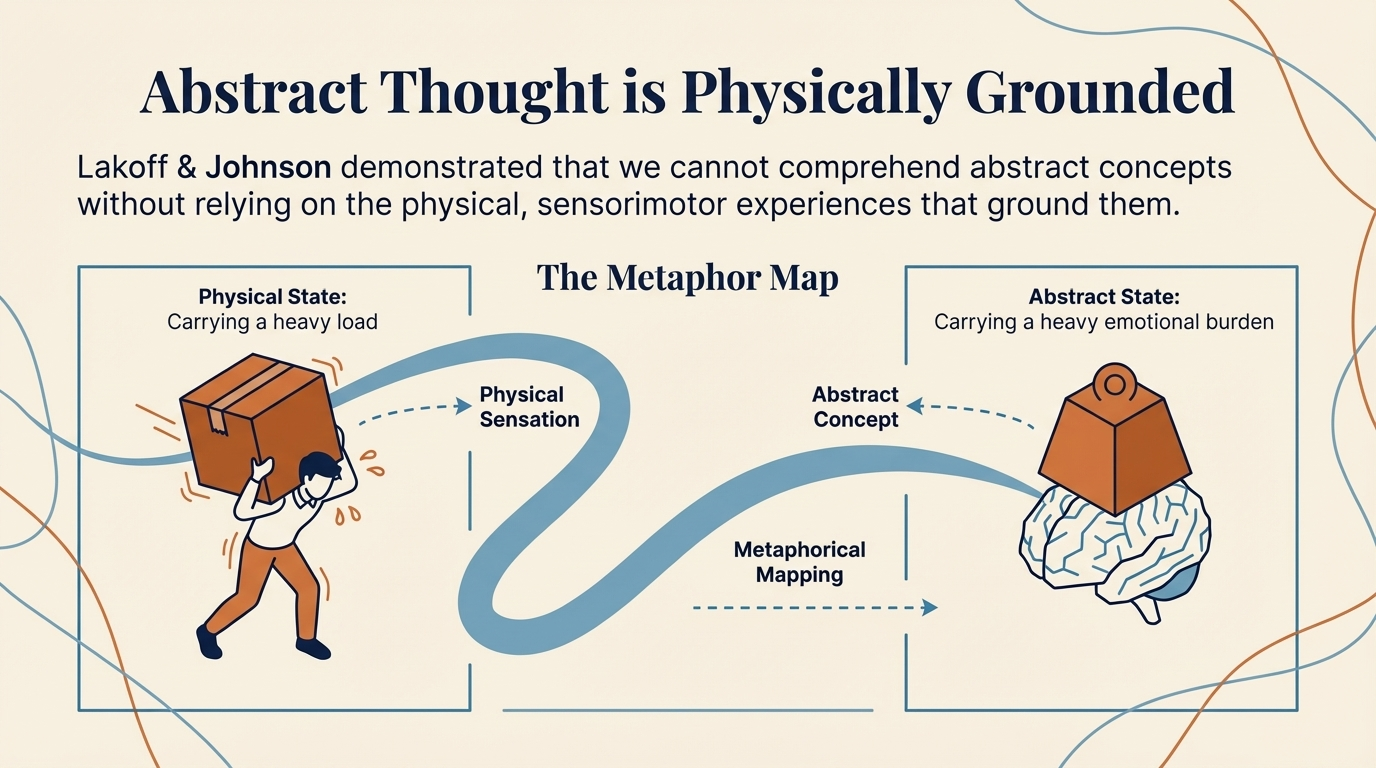 Abstract Thought is Physically Grounded
Lakoff & Johnson demonstrated that we cannot comprehend abstract concepts
without relying on the physical, sensorimotor experiences that ground them.
The Metaphor Map
Physical State:
Carrying a heavy load
Physical
Sensation
Metaphorical
Mapping
Abstract
Concept
Abstract State:
Carrying a heavy emotional burden